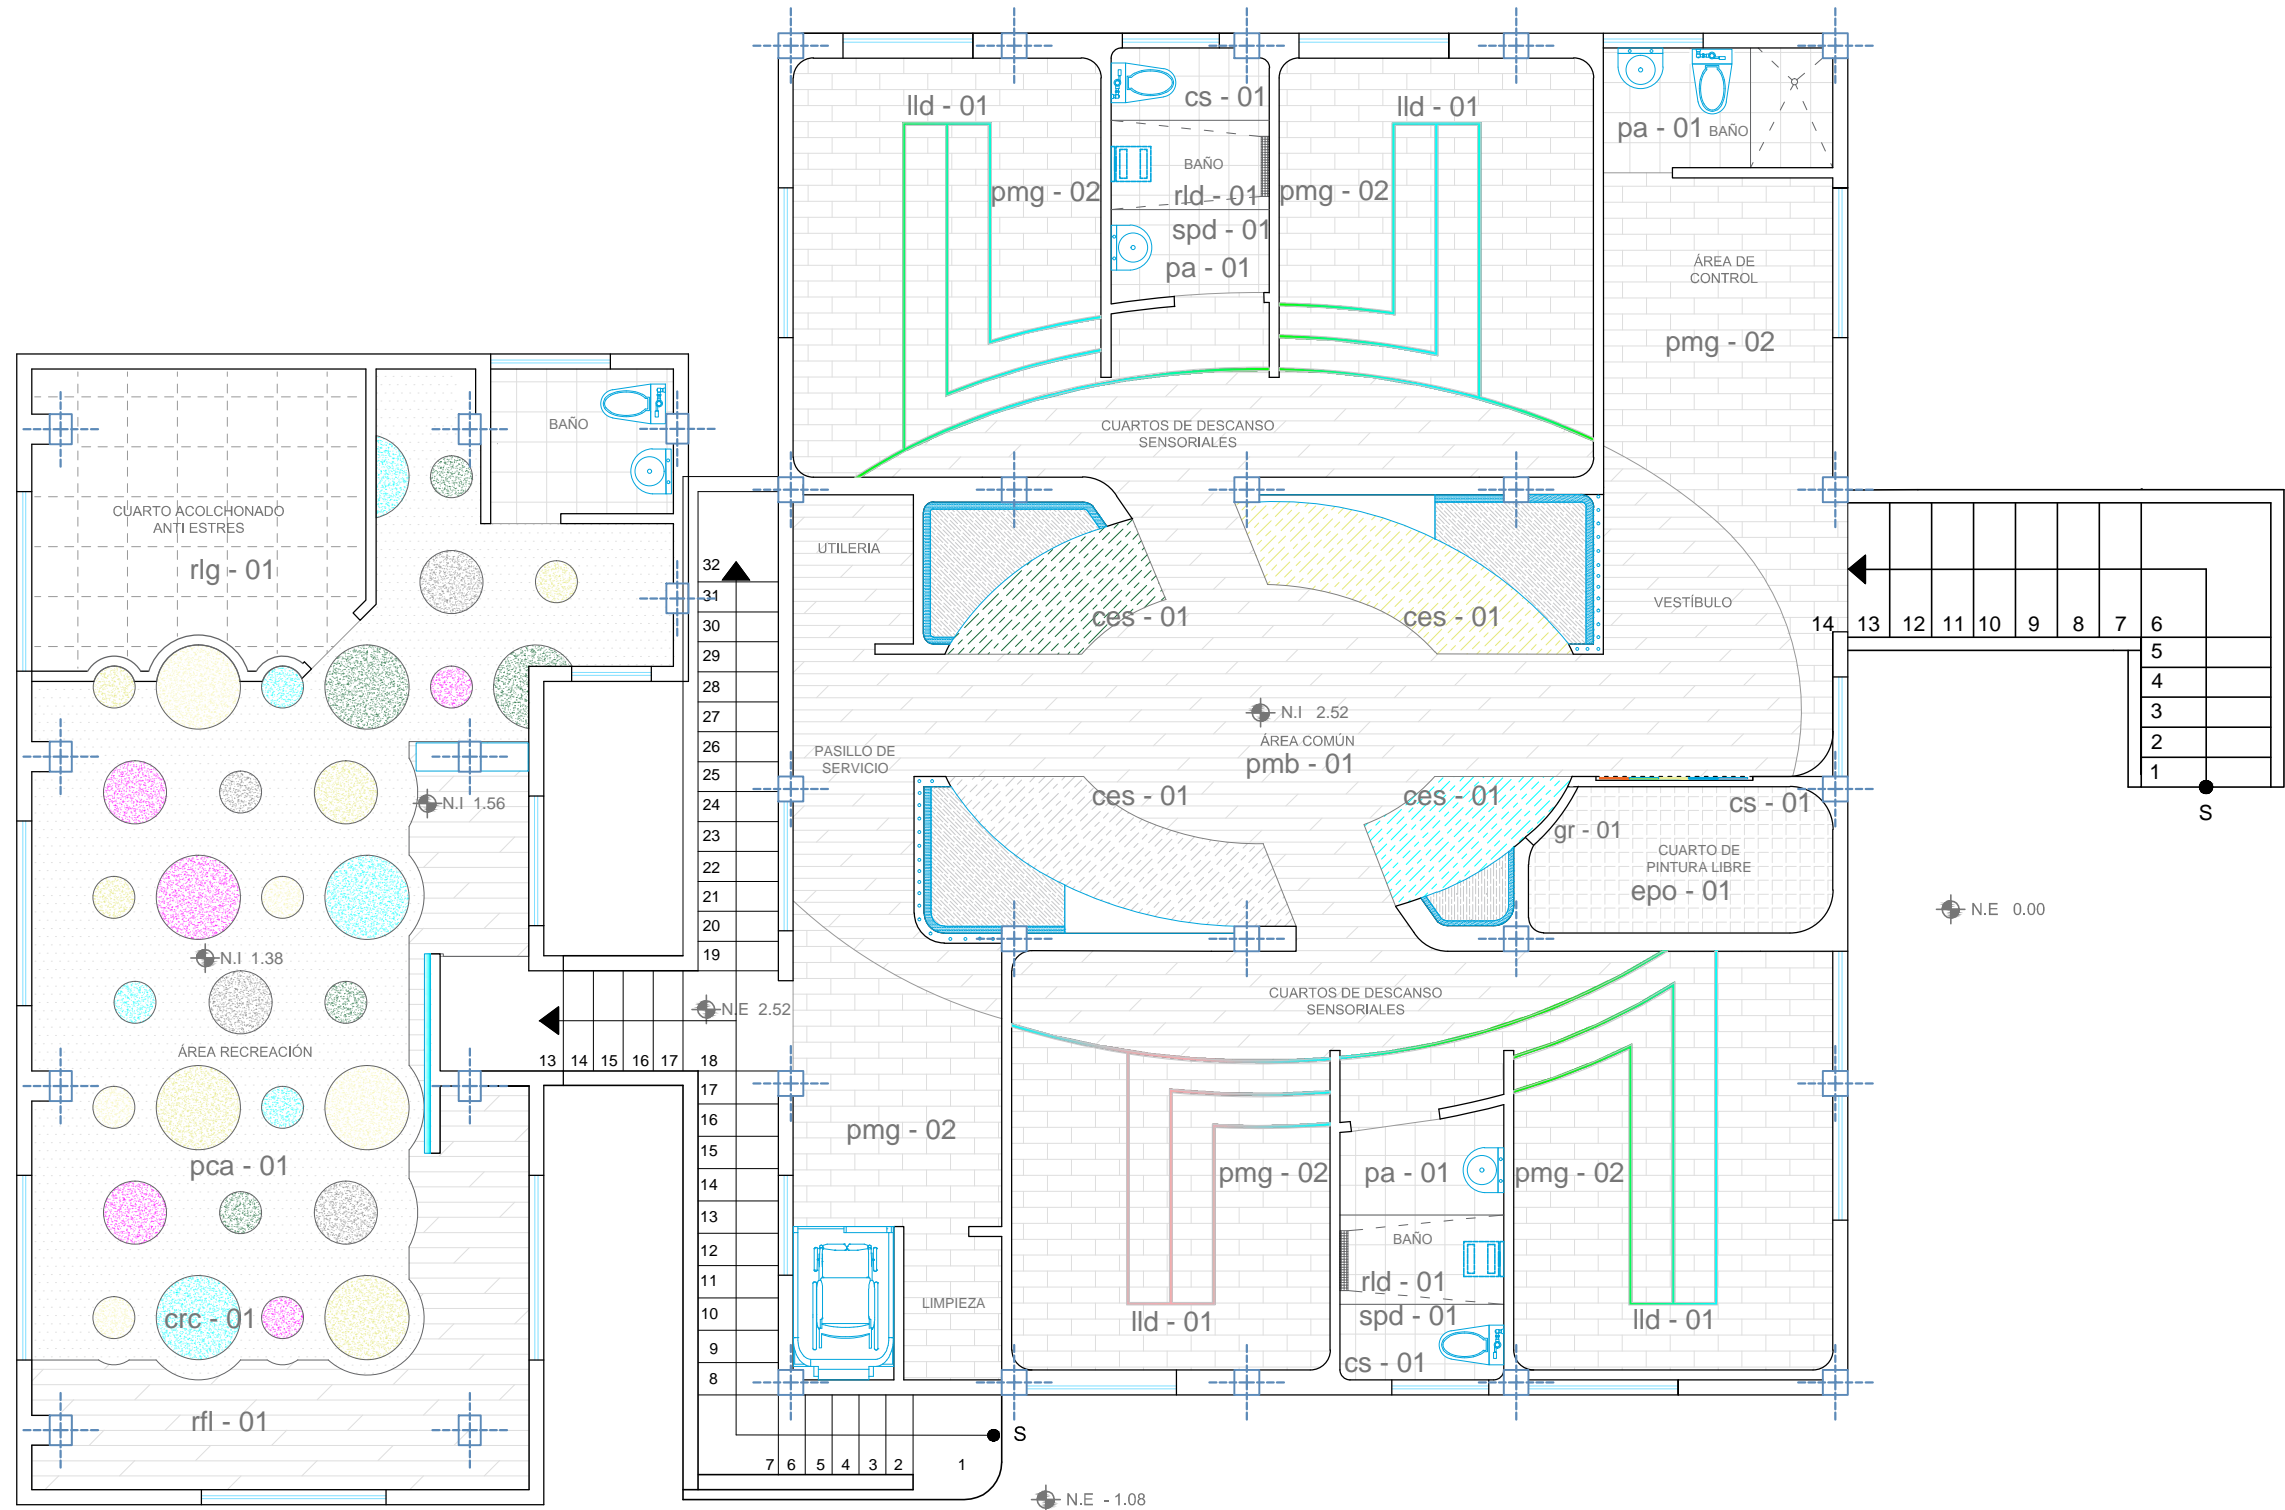 lld - 01
cs - 01
lld - 01
pa - 01 BAÑO
BAÑO
pmg - 02
rld - 01
pmg - 02
spd - 01
pa - 01
ÁREA DE
CONTROL
pmg - 02
BAÑO
CUARTOS DE DESCANSO
SENSORIALES
CUARTO ACOLCHONADO
ANTI ESTRES
rlg - 01
UTILERIA
32
31
30
29
28
27
26
25
24
23
22
21
20
19
ces - 01
ces - 01
VESTÍBULO
14 13 12 11 10 9 8 7 6
5
4
3
2
1
S
N.I 2.52
ÁREA COMÚN
pmb - 01
PASILLO DE
SERVICIO
N.I 1.56
ces - 01
ces - 01
cs - 01
gr - 01
CUARTO DE
PINTURA LIBRE
epo - 01
N.E 0.00
N.I 1.38
CUARTOS DE DESCANSO
SENSORIALES
N.E 2.52
ÁREA RECREACIÓN
13 14 15 16 17 18
17
16
15
14
13
12
11
10
9
8
pmg - 02
pca - 01
pmg - 02
pa - 01
pmg - 02
BAÑO
rld - 01
LIMPIEZA
crc - 01
lld - 01
spd - 01
lld - 01
cs - 01
rfl - 01
S
7 6 5 4 3 2 1
N.E - 1.08